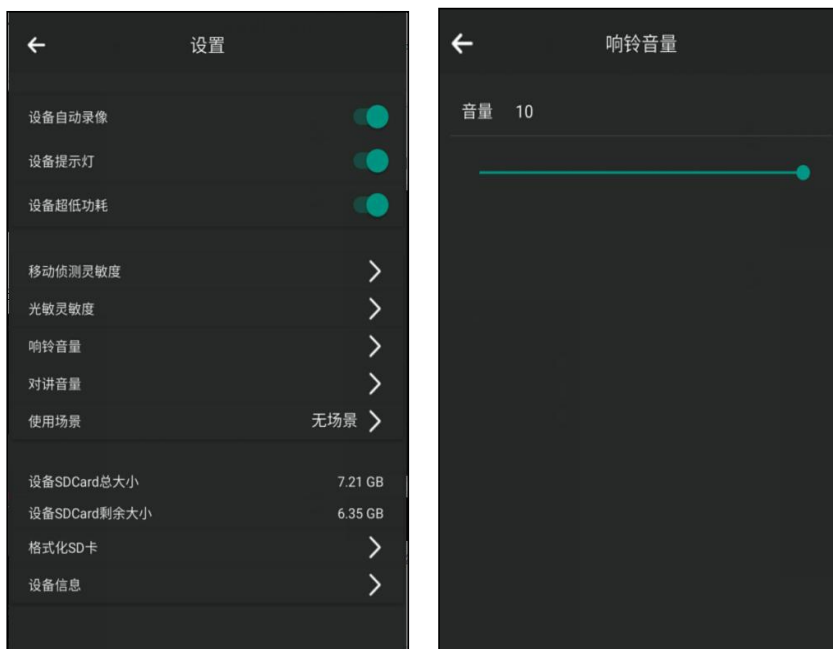 设置
设备自动录像
设备提示灯
设备超低功耗
移动侦测灵敏度
光敏灵敏度
响铃音量
对讲音量
使用场景 无场景
设备SDCard总大小 7.21 GB
设备SDCard剩余大小 6.35 GB
格式化SD卡
设备信息
响铃音量
音量 10